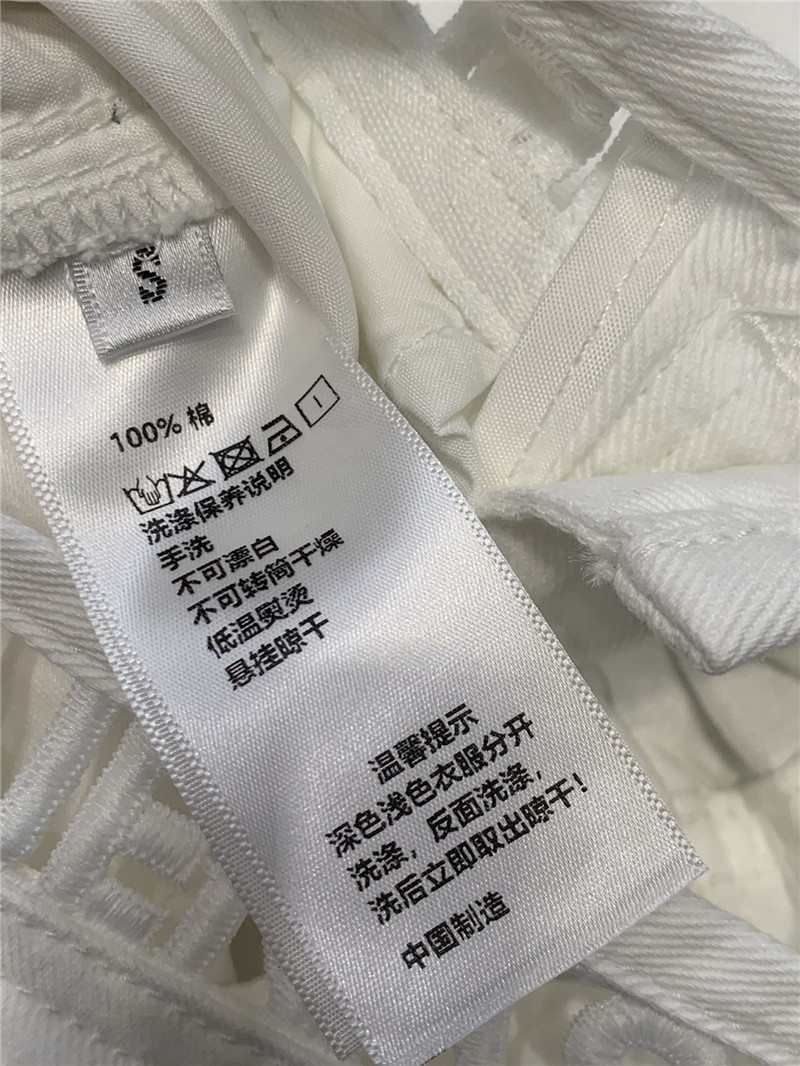 S
100% 棉
洗涤保养说明
手洗
不可漂白
不可转筒干燥
低温熨烫
悬挂晾干
温馨提示
深色浅色衣服分开
洗涤，反面洗涤，
洗后立即取出晾干！
中国制造